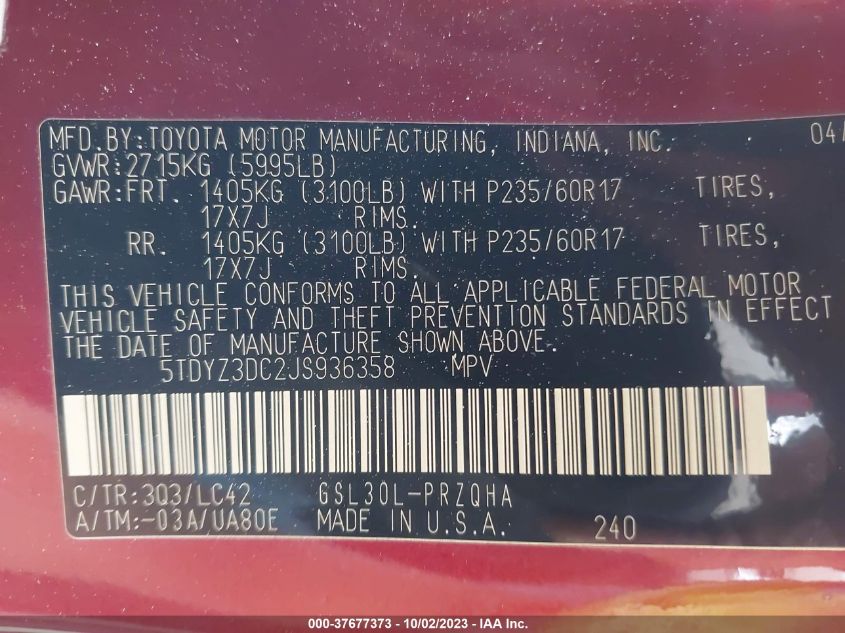 MFD.BY:TOYOTA MOTOR MANUFACTURING, INDIANA, INC. 04/
GVWR:2715KG (5995LB)
GAWR:FRT. 1405KG (3100LB) WITH P235/60R17 TIRES,
17X7J RIMS.
RR. 1405KG (3100LB) WITH P235/60R17 TIRES,
17X7J RIMS.
THIS VEHICLE CONFORMS TO ALL APPLICABLE FEDERAL MOTOR
VEHICLE SAFETY AND THEFT PREVENTION STANDARDS IN EFFECT
THE DATE OF MANUFACTURE SHOWN ABOVE.
5TDYZ3DC2JS936358 MPV
C/TR:3Q3/LC42 GSL30L-PRZQHA
A/TM:-03A/UA80E MADE IN U.S.A. 240
000-37677373 - 10/02/2023 - Copyright © IAA Inc.